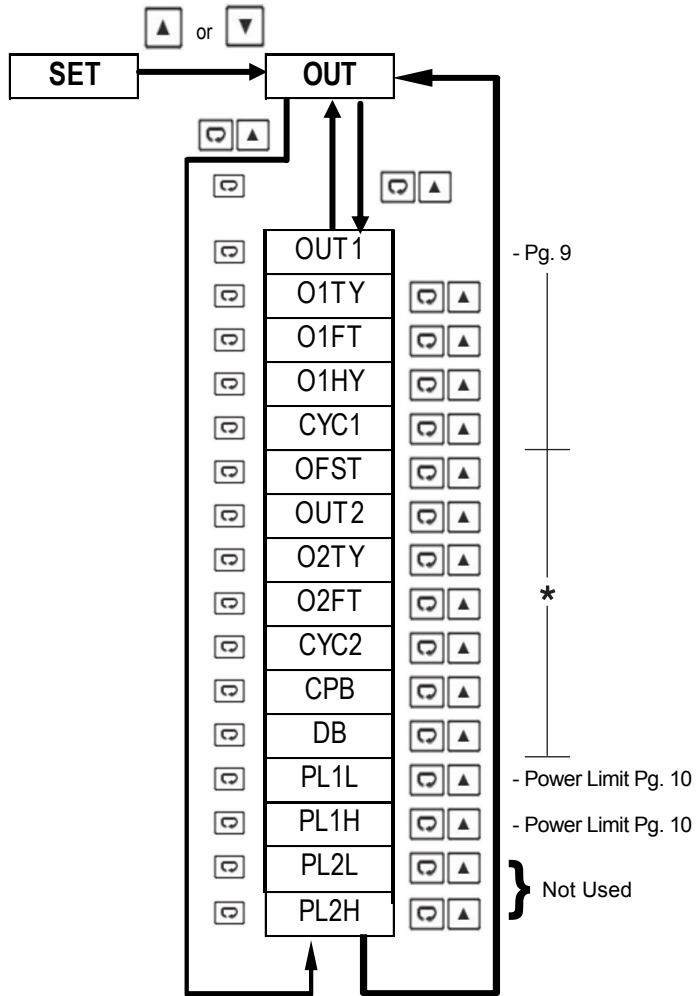 or
SET
OUT
OUT1
- Pg. 9
O1TY
O1FT
O1HY
CYC1
OFST
OUT2
O2TY
*
O2FT
CYC2
CPB
DB
PL1L
- Power Limit Pg. 10
PL1H
- Power Limit Pg. 10
PL2L
} Not Used
PL2H